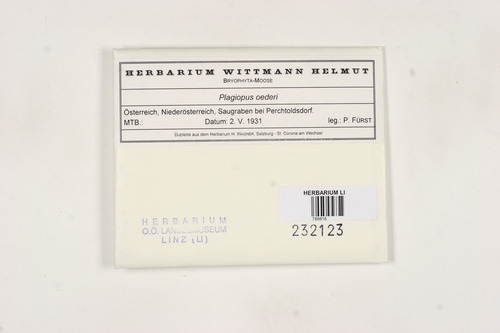 HERBARIUM WITTMANN HELMUT
BRYOPHYTA-MOOSE
Plagiopus oederi
Österreich, Niederösterreich, Saugraben bei Perchtoldsdorf.
MTB.: Datum: 2. V. 1931 leg.: P. FÜRST
Dublette aus dem Herbarium H. WAGNER, Salzburg - St. Corona am Wechsel
HERBARIUM LI
HERBARIUM
O.Ö. LANDESMUSEUM
LINZ (LI)
232123